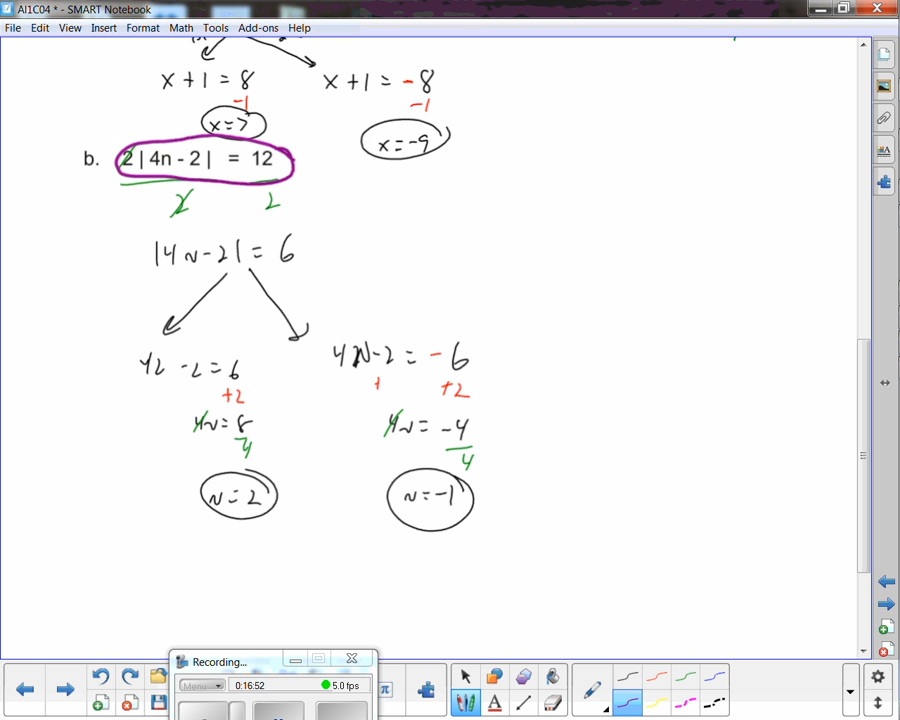 AI1C04 * - SMART Notebook
File Edit View Insert Format Math Tools Add-ons Help
x + 1 = 8 x + 1 = - 8
-1 -1
x = 7 x = -9
b. 2 | 4n - 2 | = 12
2 2
|4n - 2| = 6
42 - 2 = 6 4n - 2 = - 6
+2 + +2
4n = 8 4n = -4
4 4
n = 2 n = -1
Recording...
Menu 0:16:52 5.0 fps
π
A